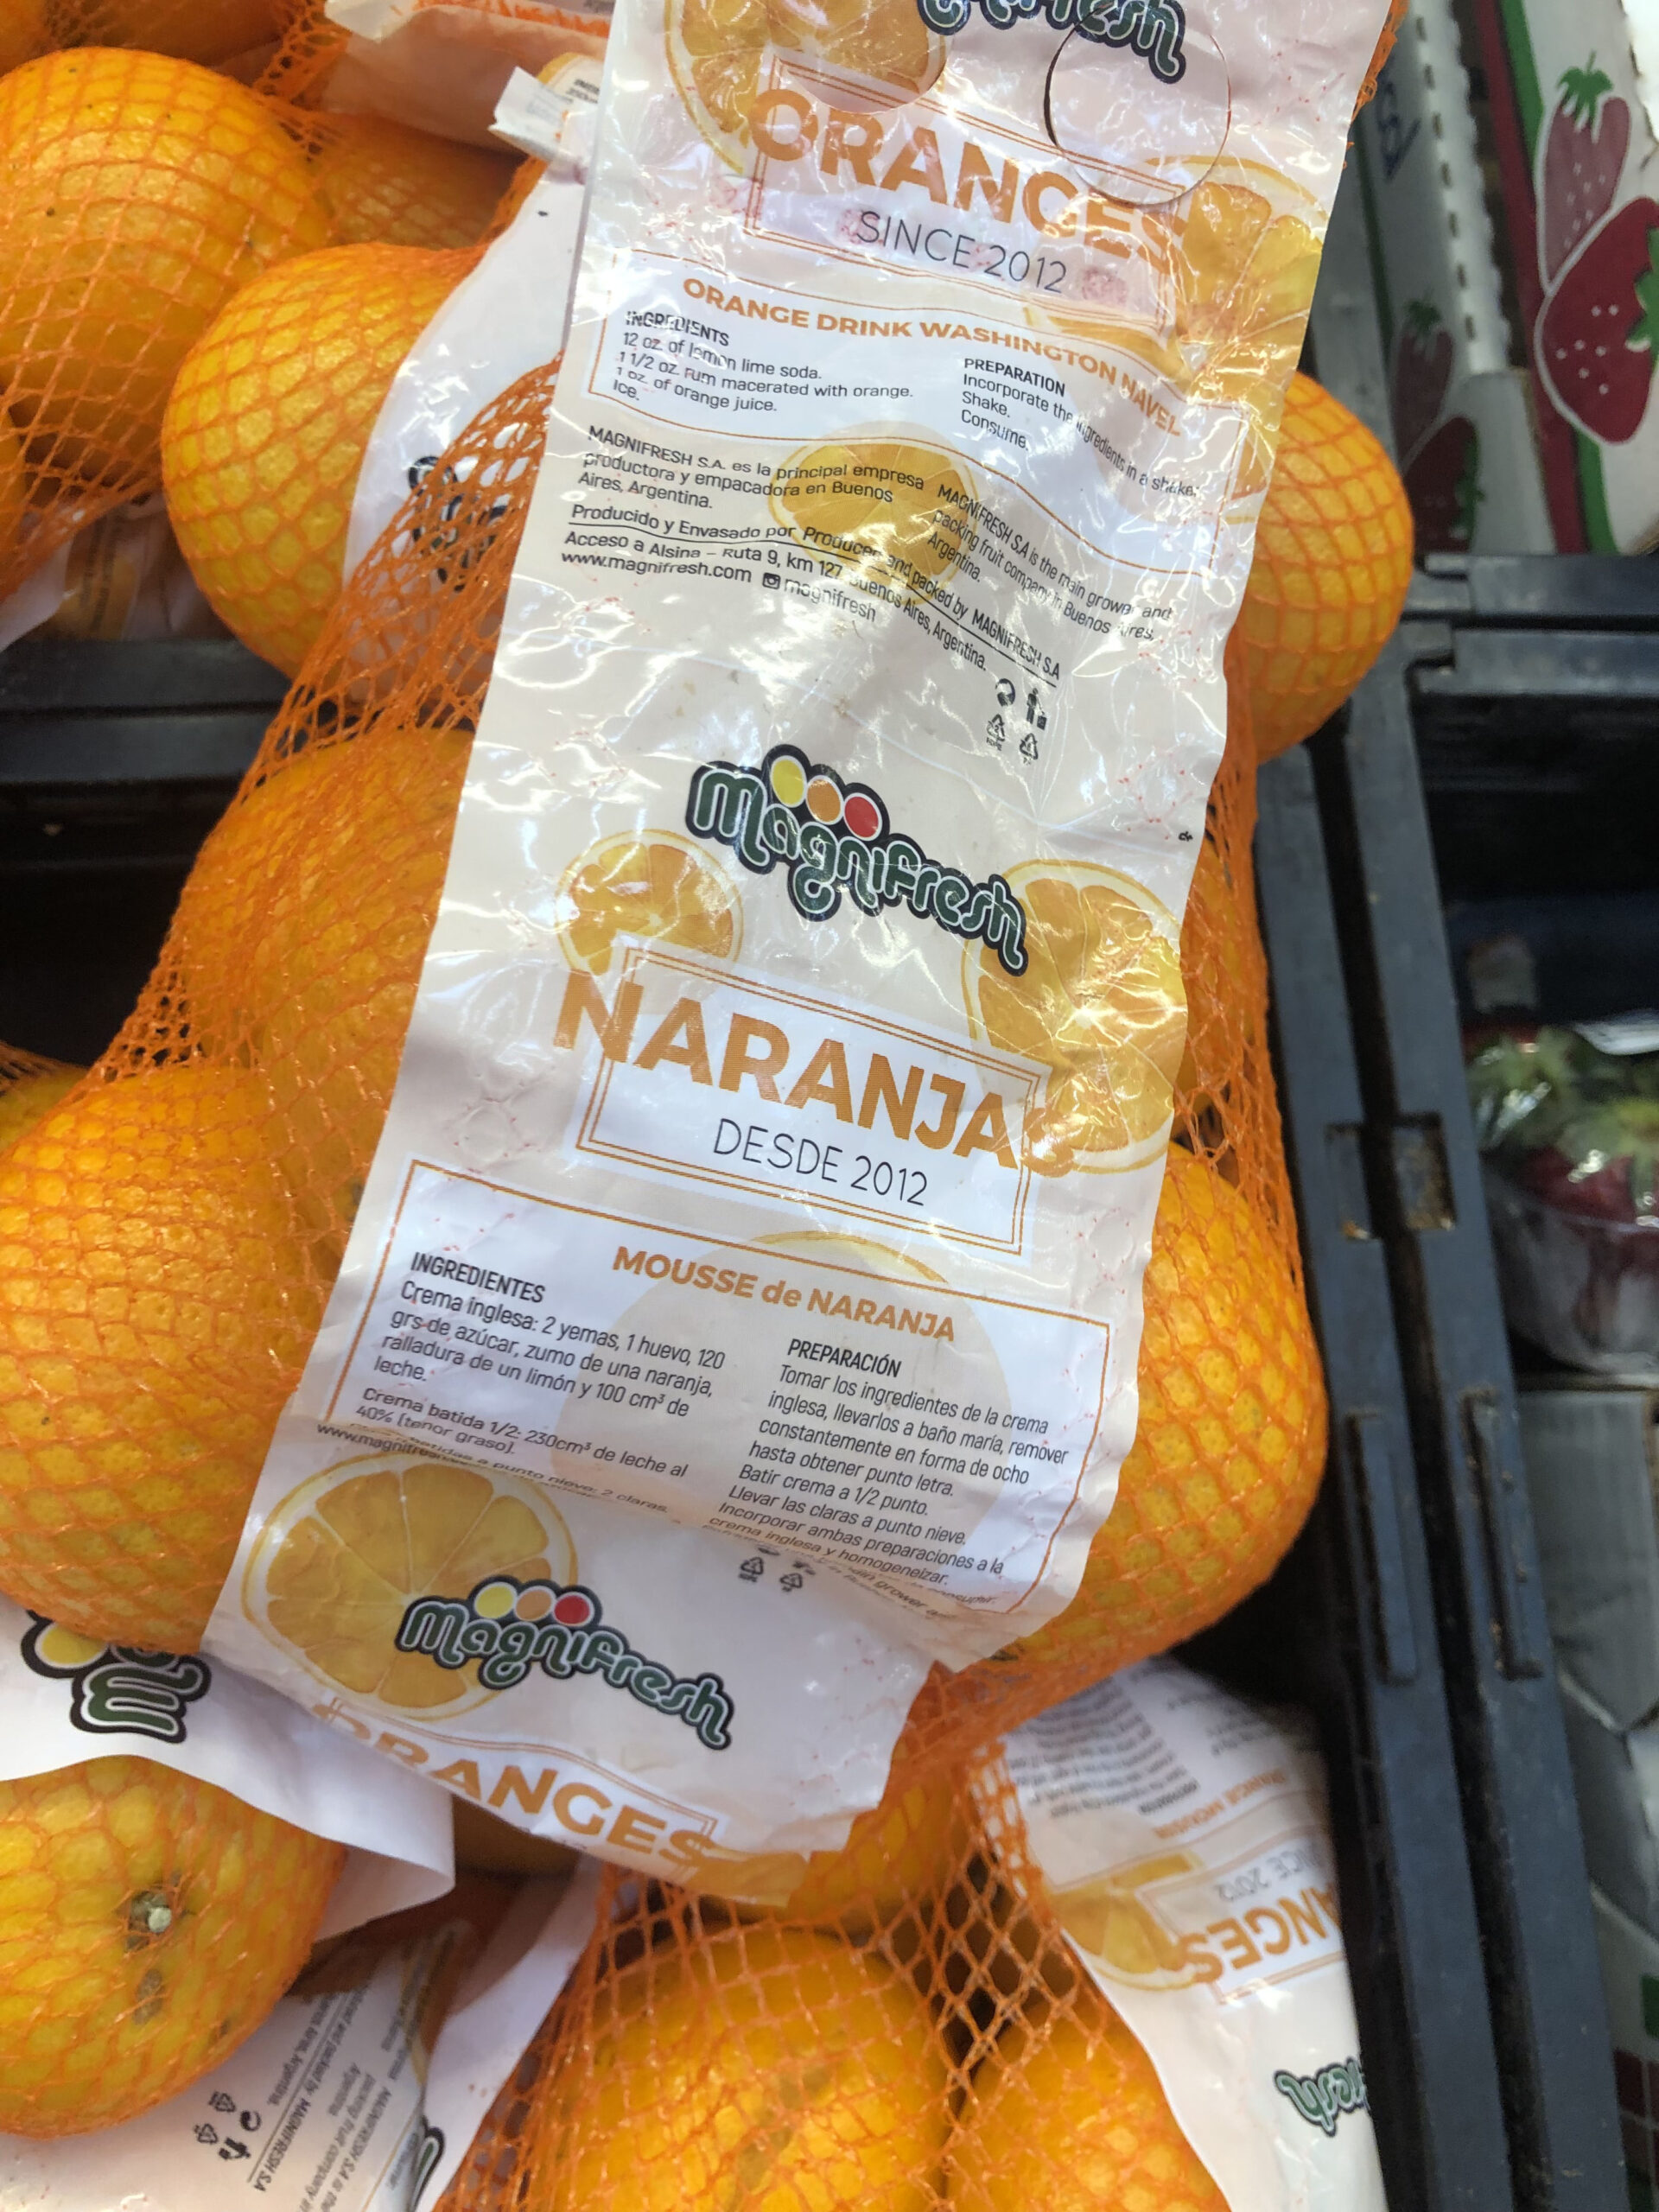 ORANGES
SINCE 2012
ORANGE DRINK WASHINGTON NAVEL
INGREDIENTS
12 oz. of lemon lime soda.
1 1/2 oz. rum macerated with orange.
1 oz. of orange juice.
Ice.
PREPARATION
Incorporate the ingredients in a shaker.
Shake.
Consume.
MAGNIFRESH S.A. es la principal empresa
productora y empacadora en Buenos
Aires, Argentina.
MAGNIFRESH S.A is the main grower and
packing fruit company in Buenos Aires,
Argentina.
Producido y Envasado por Producer and packed by MAGNIFRESH S.A
Acceso a Alsina – Ruta 9, km 127, Buenos Aires, Argentina.
www.magnifresh.com magnifresh
Magnifresh
NARANJAS
DESDE 2012
MOUSSE de NARANJA
INGREDIENTES
Crema inglesa: 2 yemas, 1 huevo, 120
grs de azúcar, zumo de una naranja,
ralladura de un limón y 100 cm³ de
leche.
Crema batida 1/2: 230cm³ de leche al
40% (tenor graso).
batidas a punto nieve: 2 claras.
PREPARACIÓN
Tomar los ingredientes de la crema
inglesa, llevarlos a baño maría, remover
constantemente en forma de ocho
hasta obtener punto letra.
Batir crema a 1/2 punto.
Llevar las claras a punto nieve.
Incorporar ambas preparaciones a la
crema inglesa y homogeneizar.
Magnifresh
ORANGES